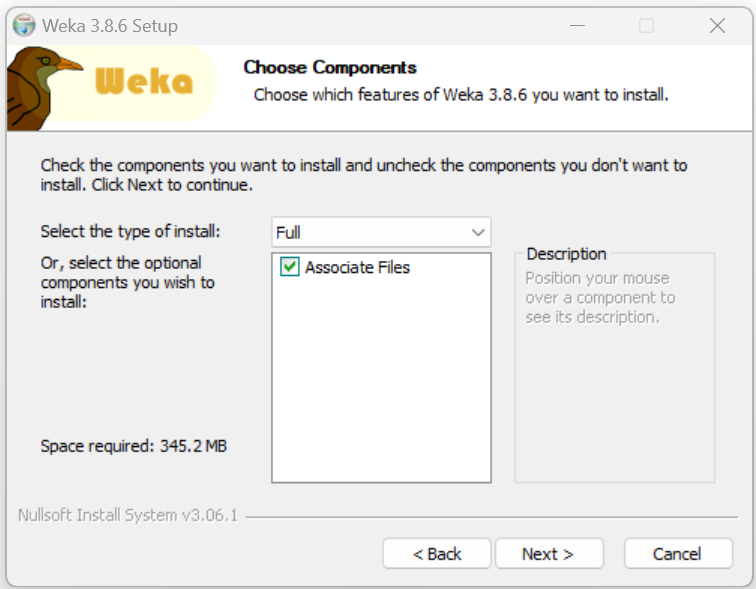 Weka 3.8.6 Setup
Weka
Choose Components
Choose which features of Weka 3.8.6 you want to install.
Check the components you want to install and uncheck the components you don't want to
install. Click Next to continue.
Select the type of install:
Full
Or, select the optional
components you wish to
install:
Associate Files
Description
Position your mouse
over a component to
see its description.
Space required: 345.2 MB
Nullsoft Install System v3.06.1
< Back
Next >
Cancel